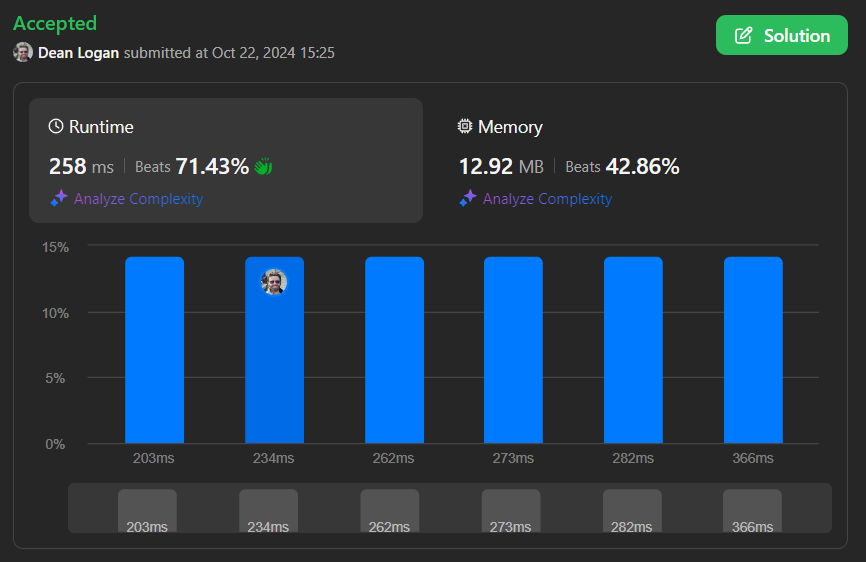 Accepted
Dean Logan submitted at Oct 22, 2024 15:25
Solution
Runtime
258 ms Beats 71.43%
Analyze Complexity
Memory
12.92 MB Beats 42.86%
Analyze Complexity
15%
10%
5%
0%
203ms 234ms 262ms 273ms 282ms 366ms
203ms 234ms 262ms 273ms 282ms 366ms